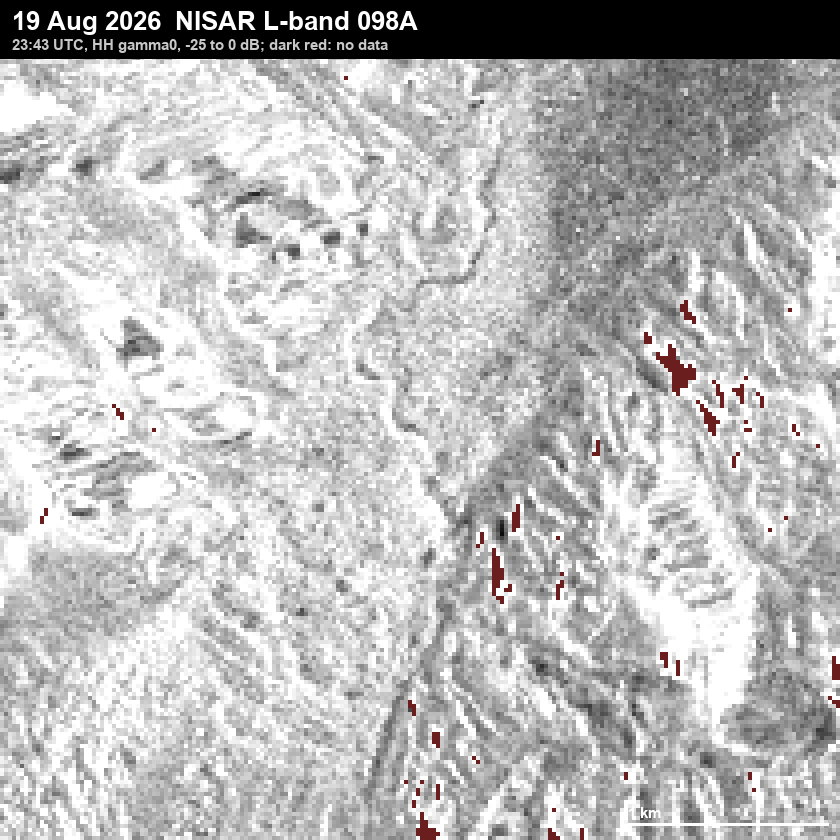 19 Aug 2026  NISAR L-band 098A
23:43 UTC, HH gamma0, -25 to 0 dB; dark red: no data
km